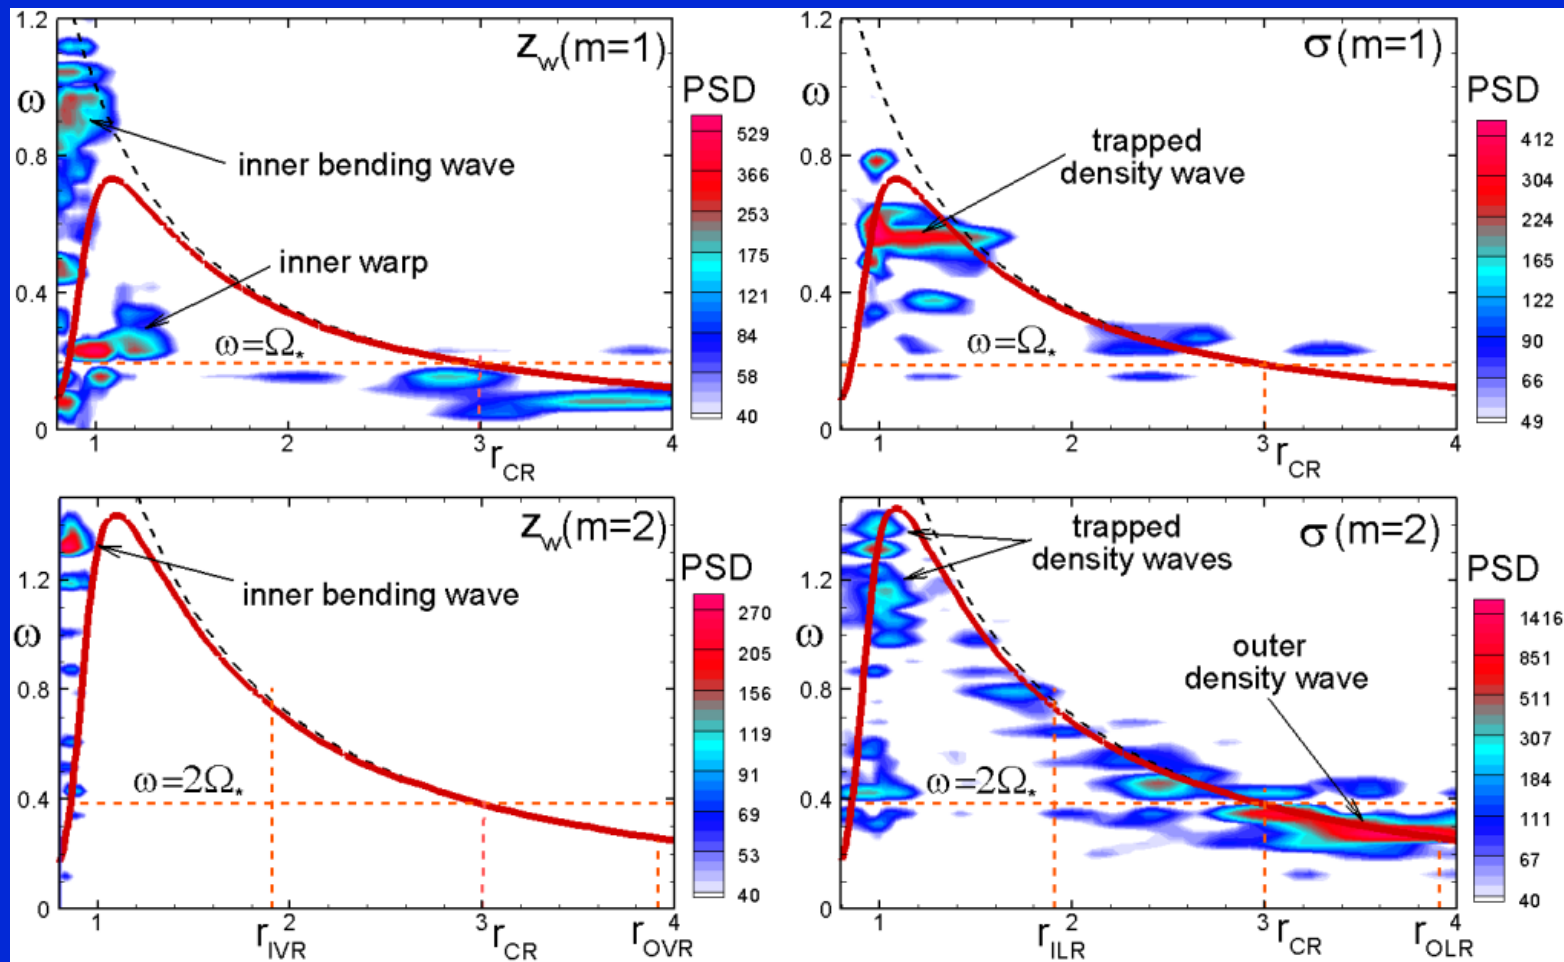 z_w(m=1)
1.2
ω
0.8
0.4
0
inner bending wave
inner warp
ω=Ω_*
1
2
3
4
r_CR
PSD
529
366
253
175
121
84
58
40
σ(m=1)
1.2
ω
0.8
0.4
0
trapped
density wave
ω=Ω_*
1
2
3
4
r_CR
PSD
412
304
224
165
122
90
66
49
z_w(m=2)
1.2
ω
0.8
0.4
0
inner bending wave
ω=2Ω_*
1
2
3
4
r_IVR
r_CR
r_OVR
PSD
270
205
156
119
91
69
53
40
σ(m=2)
1.2
ω
0.8
0.4
0
trapped
density waves
outer
density wave
ω=2Ω_*
1
2
3
4
r_ILR
r_CR
r_OLR
PSD
1416
851
511
307
184
111
67
40